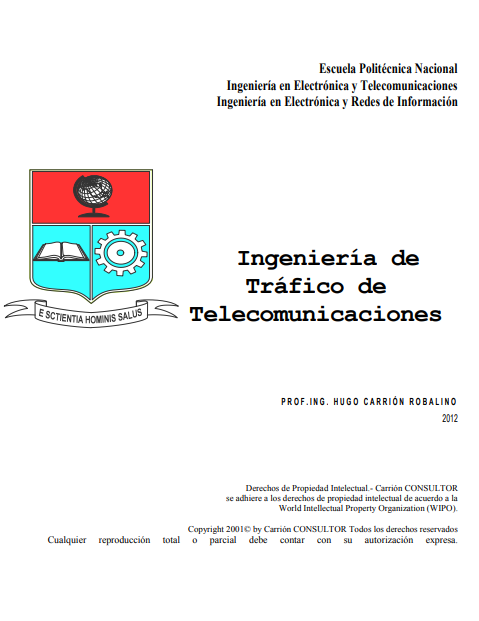 Escuela Politécnica Nacional
Ingeniería en Electrónica y Telecomunicaciones
Ingeniería en Electrónica y Redes de Información
E SCTIENTIA HOMINIS SALUS
Ingeniería de
Tráfico de
Telecomunicaciones
PROF.ING. HUGO CARRIÓN ROBALINO
2012
Derechos de Propiedad Intelectual.- Carrión CONSULTOR
se adhiere a los derechos de propiedad intelectual de acuerdo a la
World Intellectual Property Organization (WIPO).
Copyright 2001© by Carrión CONSULTOR Todos los derechos reservados
Cualquier reproducción total o parcial debe contar con su autorización expresa.